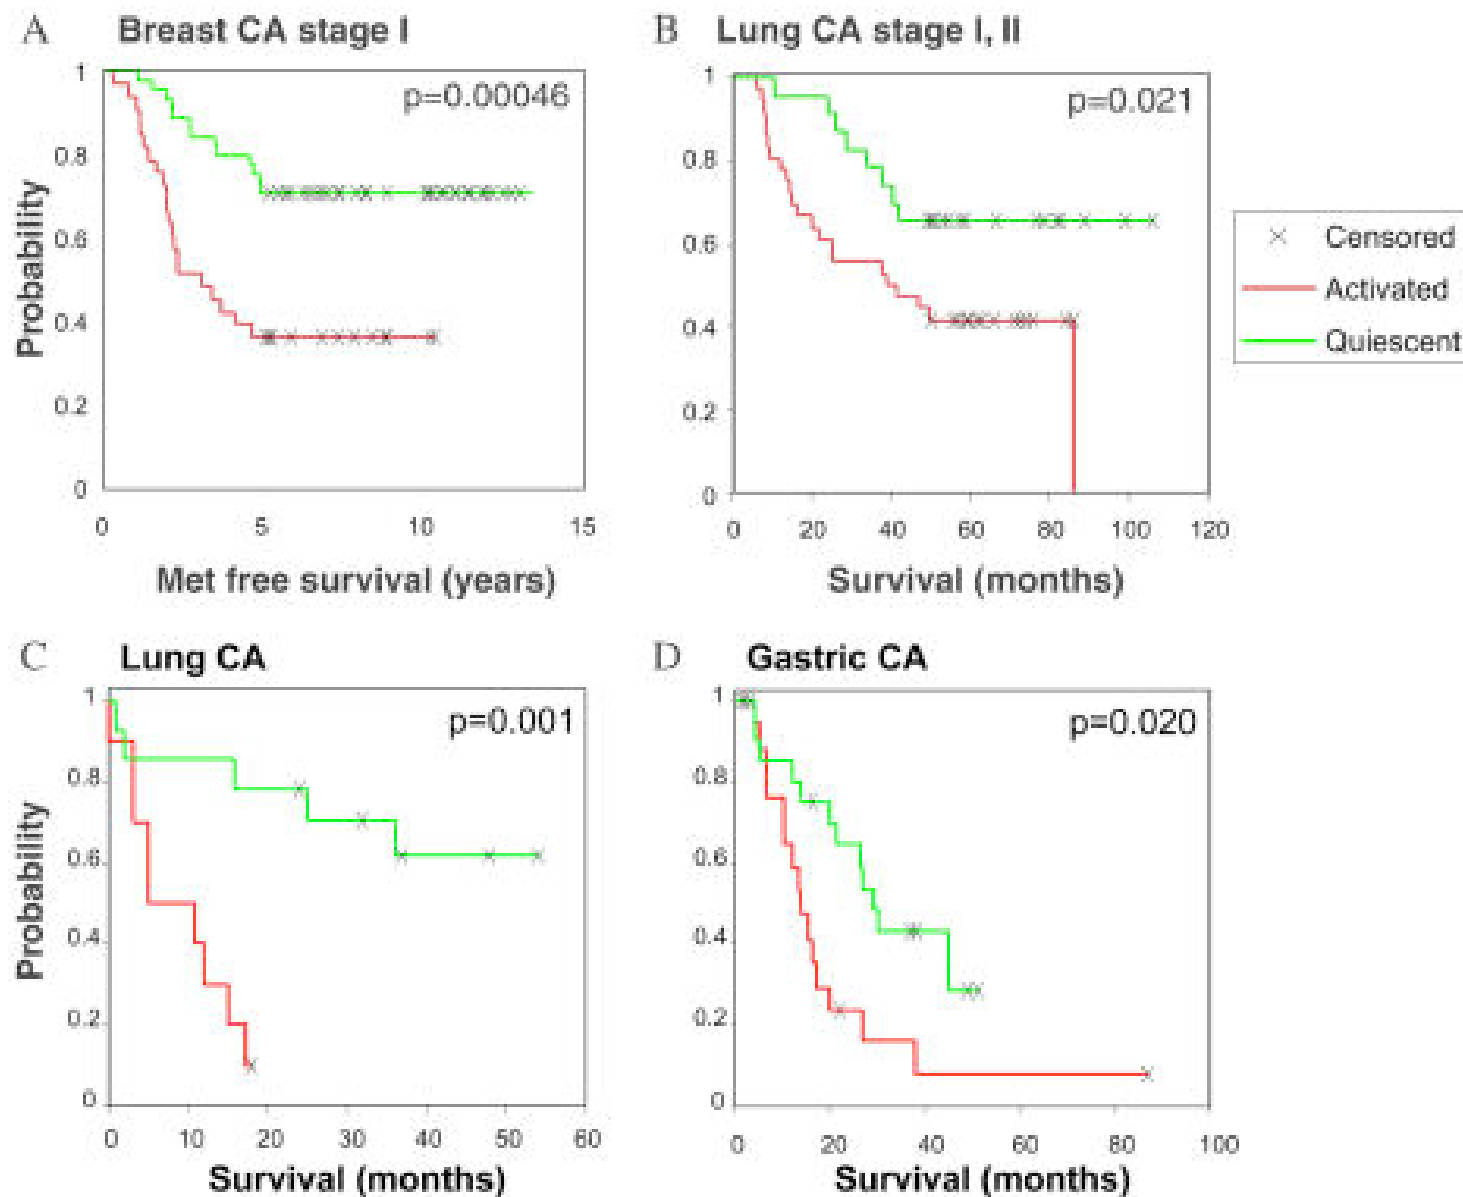 A Breast CA stage I
p=0.00046
1
0.8
0.6
0.4
0.2
0
Probability
0 5 10 15
Met free survival (years)
B Lung CA stage I, II
p=0.021
1
0.8
0.6
0.4
0.2
0
0 20 40 60 80 100 120
Survival (months)
Censored
Activated
Quiescent
C Lung CA
p=0.001
1
0.8
0.6
0.4
0.2
0
Probability
0 10 20 30 40 50 60
Survival (months)
D Gastric CA
p=0.020
1
0.8
0.6
0.4
0.2
0
0 20 40 60 80 100
Survival (months)